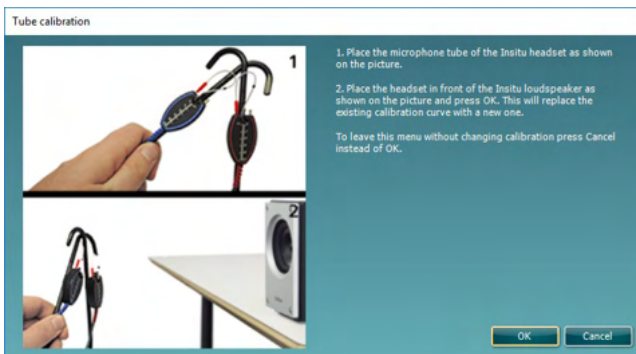 Tube calibration
1
1. Place the microphone tube of the Insitu headset as shown
on the picture.
2. Place the headset in front of the Insitu loudspeaker as
shown on the picture and press OK. This will replace the
existing calibration curve with a new one.
To leave this menu without changing calibration press Cancel
instead of OK.
2
OK
Cancel